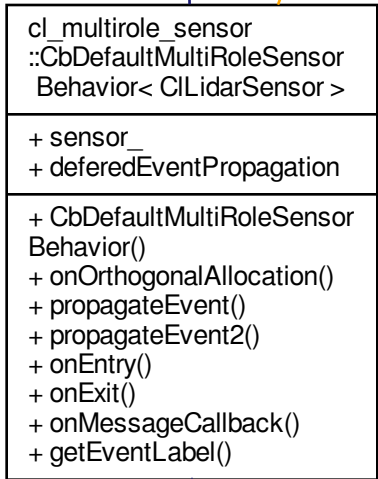 cl_multirole_sensor
::CbDefaultMultiRoleSensor
Behavior< ClLidarSensor >
+ sensor_
+ deferedEventPropagation
+ CbDefaultMultiRoleSensor
Behavior()
+ onOrthogonalAllocation()
+ propagateEvent()
+ propagateEvent2()
+ onEntry()
+ onExit()
+ onMessageCallback()
+ getEventLabel()